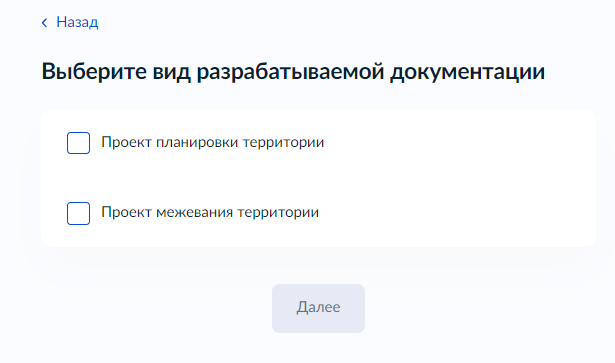 Назад
Выберите вид разрабатываемой документации
Проект планировки территории
Проект межевания территории
Далее